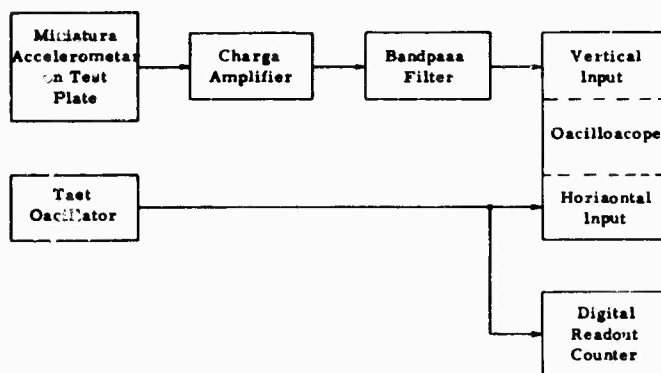 Miniatura
Accelerometar
on Test
Plate
Charga
Amplifier
Bandpaaa
Filter
Vertical
Input
Oacilloacope
Horiaontal
Input
Taet
Oacillator
Digital
Readout
Counter